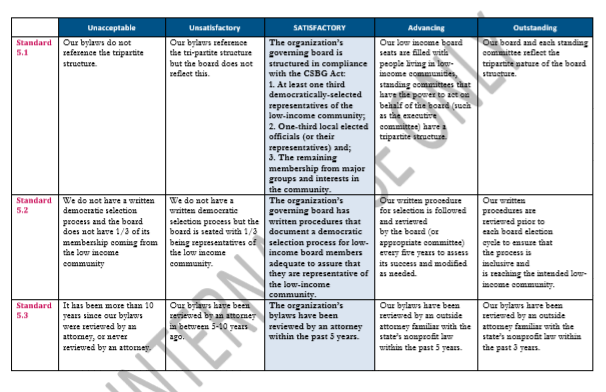 Unacceptable Unsatisfactory SATISFACTORY Advancing Outstanding
Standard
5.1
Our bylaws do not
reference the tripartite
structure.
Our bylaws reference
the tri-partite structure
but the board does not
reflect this.
The organization's
governing board is
structured in compliance
with the CSBG Act:
1. At least one third
democratically-selected
representatives of the
low-income community;
2. One-third local elected
officials (or their
representatives) and;
3. The remaining
membership from major
groups and interests in
the community.
Our low income board
seats are filled with
people living in low-
income communities,
standing committees that
have the power to act on
behalf of the board (such
as the executive
committee) have a
tripartite structure.
Our board and each standing
committee reflect the
tripartite nature of the board
structure.
Standard
5.2
We do not have a written
democratic selection
process and the board
does not have 1/3 of its
membership coming from
the low income
community
We do not have a
written democratic
selection process but the
board is seated with 1/3
being representatives of
the low income
community.
The organization's
governing board has
written procedures that
document a democratic
selection process for low-
income board members
adequate to assure that
they are representative of
the low-income
community.
Our written procedure
for selection is followed
and reviewed
by the board (or
appropriate committee)
every five years to assess
its success and modified
as needed.
Our written
procedures are
reviewed prior to
each board election
cycle to ensure that
the process is
inclusive and
is reaching the intended low-
income community.
Standard
5.3
It has been more than 10
years since our bylaws
were reviewed by an
attorney, or never
reviewed by an attorney.
Our bylaws have been
reviewed by an attorney
in between 5-10 years
ago.
The organization's
bylaws have been
reviewed by an attorney
within the past 5 years.
Our bylaws have been
reviewed by an outside
attorney familiar with the
state's nonprofit law
within the past 5 years.
Our bylaws have been
reviewed by an outside
attorney familiar with the
state's nonprofit law within
the past 3 years.